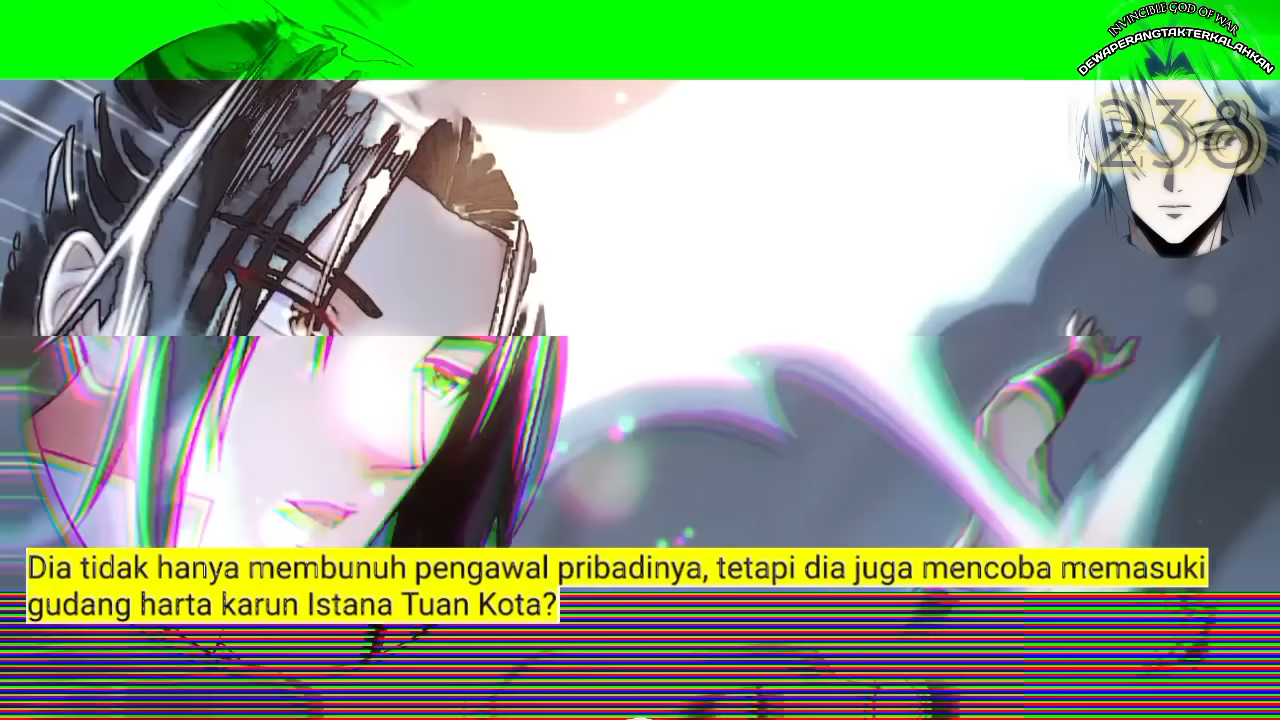 INVINCIBLE GOD OF WAR
DEWAPERANGTAKTERKALAHKAN
238
Dia tidak hanya membunuh pengawal pribadinya, tetapi dia juga mencoba memasuki
gudang harta karun Istana Tuan Kota?